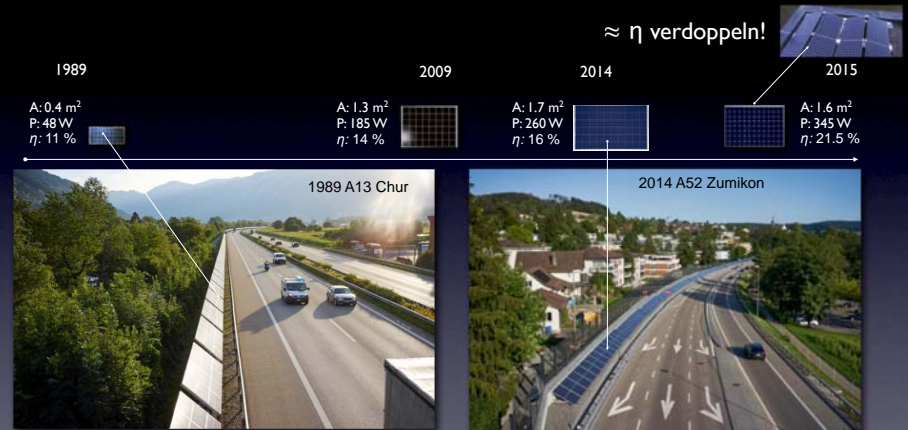 ≈ η verdoppeln!
1989
2009
2014
2015
A: 0.4 m²
P: 48 W
η: 11 %
A: 1.3 m²
P: 185 W
η: 14 %
A: 1.7 m²
P: 260 W
η: 16 %
A: 1.6 m²
P: 345 W
η: 21.5 %
1989 A13 Chur
2014 A52 Zumikon